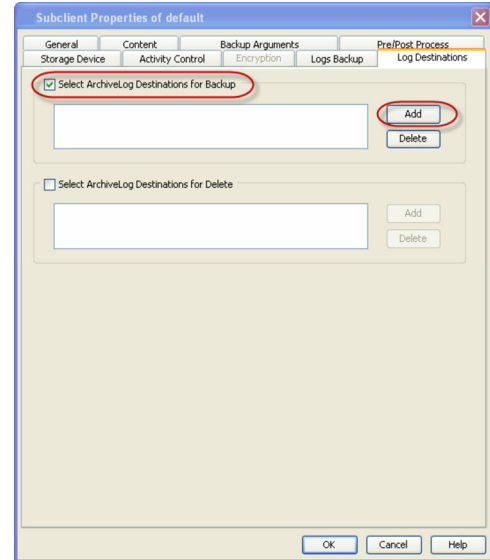 Subclient Properties of default
General Content Backup Arguments Pre/Post Process
Storage Device Activity Control Encryption Logs Backup Log Destinations
Select ArchiveLog Destinations for Backup
Add
Delete
Select ArchiveLog Destinations for Delete
Add
Delete
OK Cancel Help